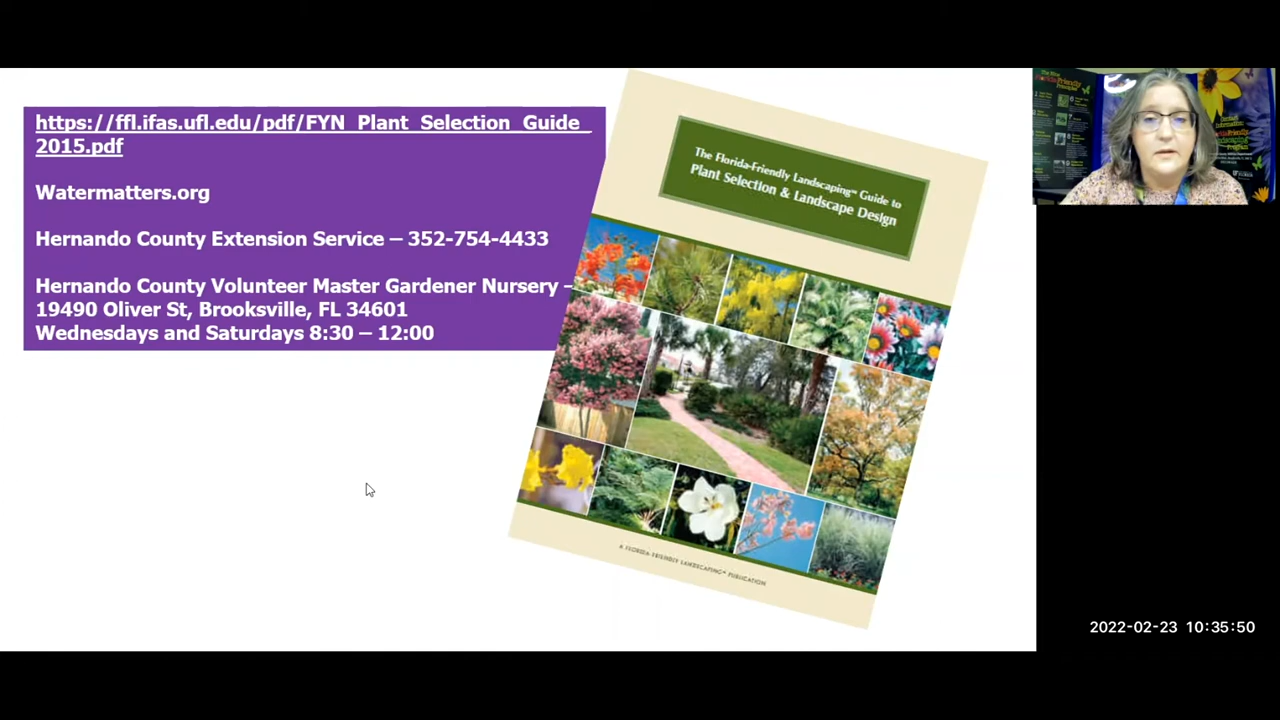 https://ffl.ifas.ufl.edu/pdf/FYN_Plant_Selection_Guide_
2015.pdf
Watermatters.org
Hernando County Extension Service – 352-754-4433
Hernando County Volunteer Master Gardener Nursery –
19490 Oliver St, Brooksville, FL 34601
Wednesdays and Saturdays 8:30 – 12:00
The Florida-Friendly Landscaping™ Guide to
Plant Selection & Landscape Design
A FLORIDA-FRIENDLY LANDSCAPING™ PUBLICATION
2022-02-23 10:35:50